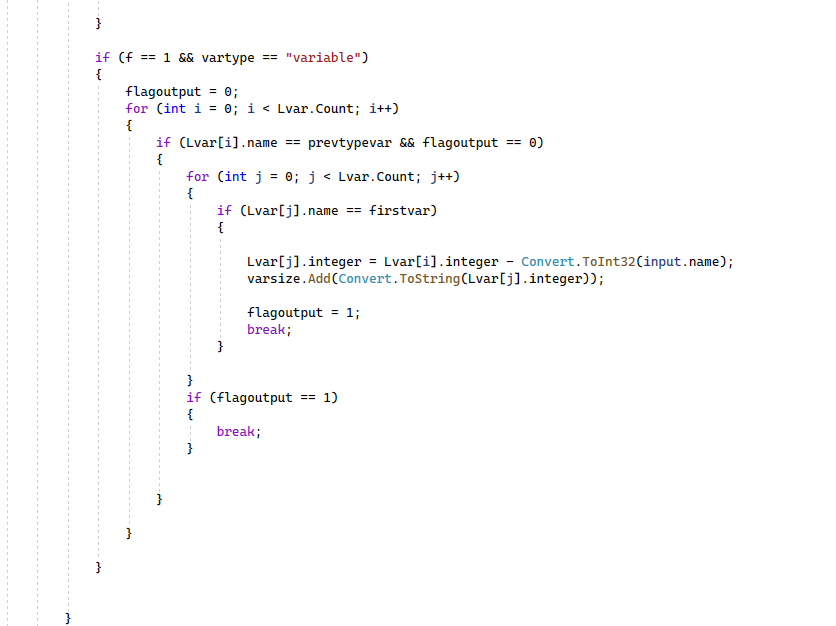 }
if (f == 1 && vartype == "variable")
{
flagoutput = 0;
for (int i = 0; i < Lvar.Count; i++)
{
if (Lvar[i].name == prevtypevar && flagoutput == 0)
{
for (int j = 0; j < Lvar.Count; j++)
{
if (Lvar[j].name == firstvar)
{
Lvar[j].integer = Lvar[i].integer - Convert.ToInt32(input.name);
varsize.Add(Convert.ToString(Lvar[j].integer));
flagoutput = 1;
break;
}
}
if (flagoutput == 1)
{
break;
}
}
}
}
}